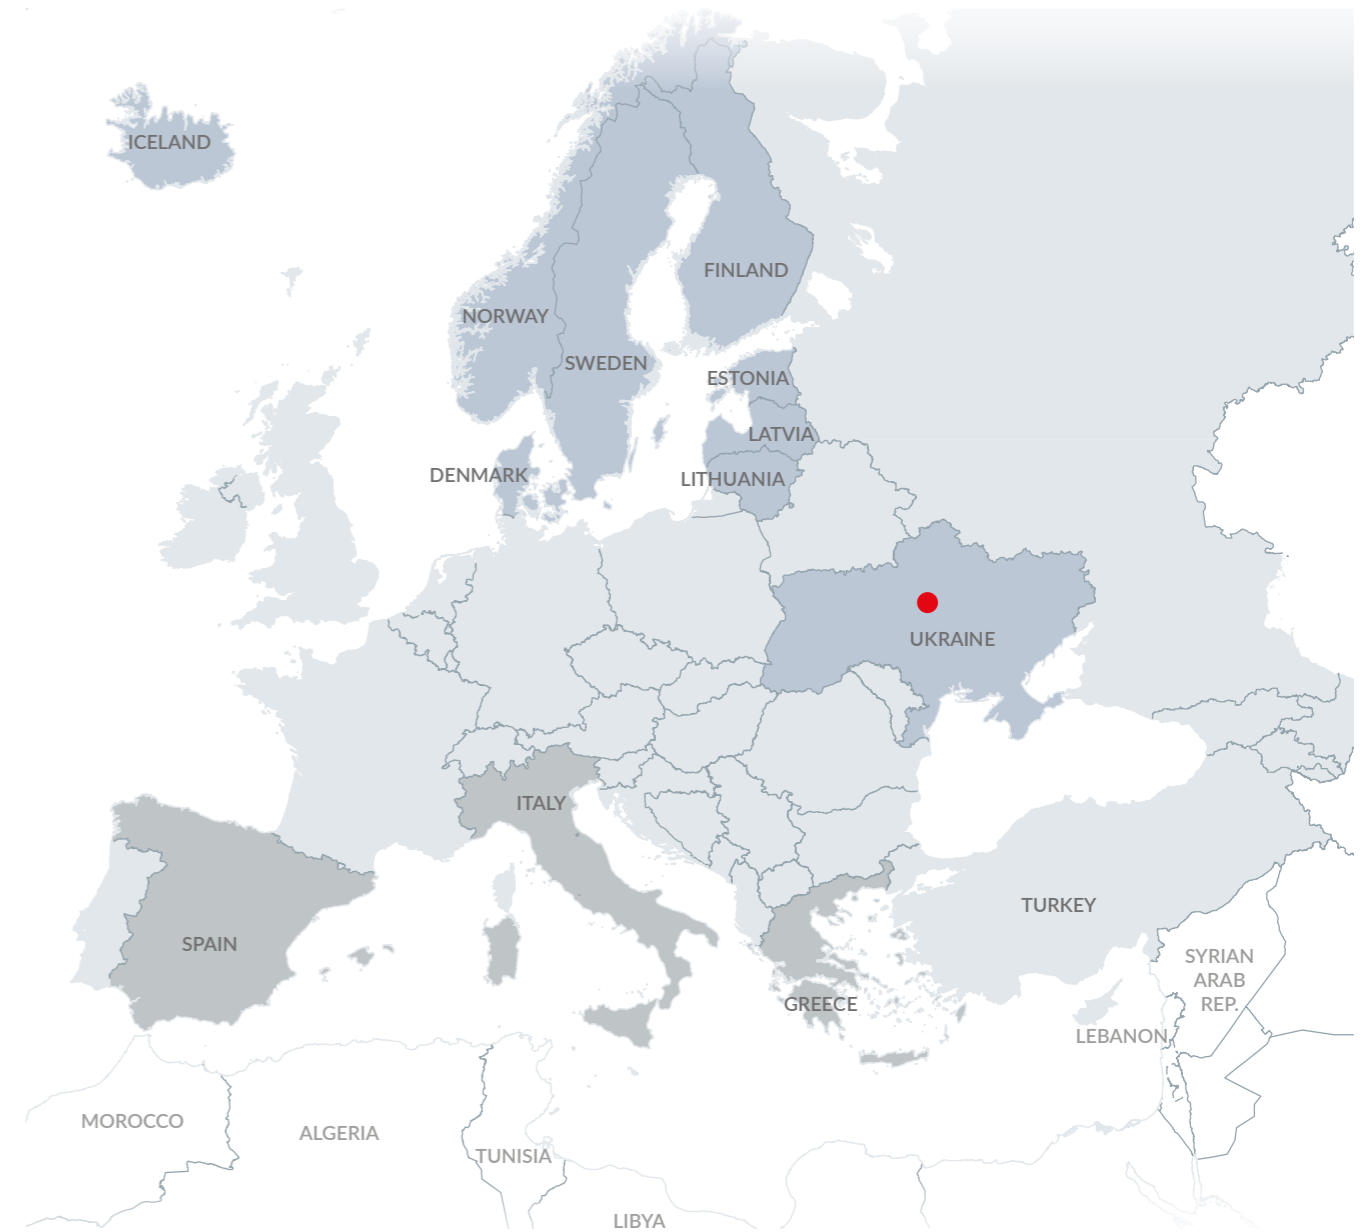 ICELAND
FINLAND
NORWAY
SWEDEN
ESTONIA
LATVIA
DENMARK
LITHUANIA
UKRAINE
ITALY
TURKEY
SPAIN
SYRIAN
ARAB
REP.
GREECE
LEBANON
MOROCCO
ALGERIA
TUNISIA
LIBYA